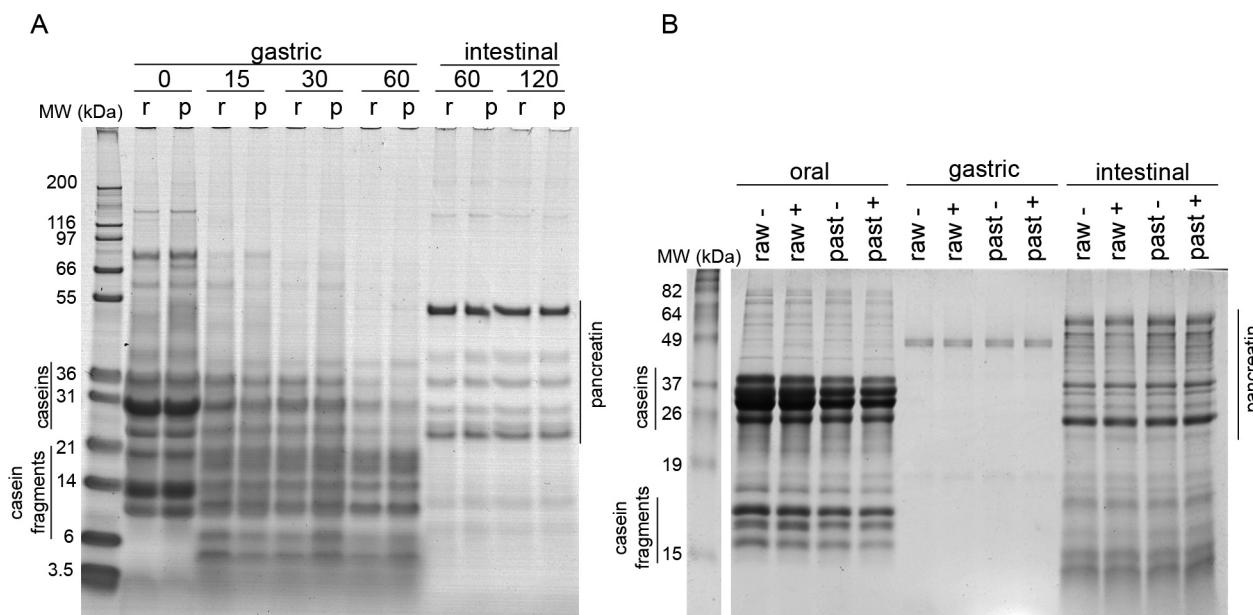 A
gastric
intestinal
0 15 30 60 60 120
MW (kDa) r p r p r p r p r p r p
200
116
97
66
55
36
31
21
14
6
3.5
caseins
casein
fragments
pancreatin
B
oral gastric intestinal
raw - raw + past - past + raw - raw + past - past + raw - raw + past - past +
MW (kDa)
82
64
49
37
26
19
15
caseins
casein
fragments
pancreatin